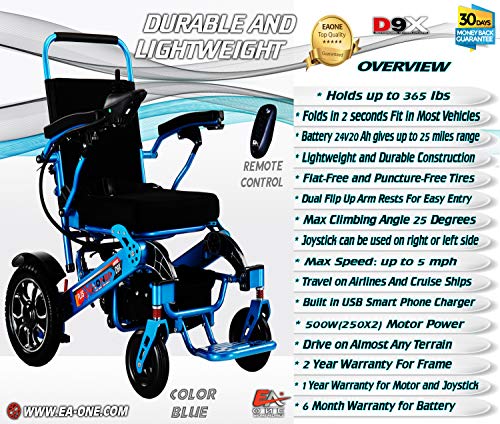 DURABLE AND
LIGHTWEIGHT
EAONE
Top Quality
GUARANTEE
D9X
30 DAYS
MONEY BACK
GUARANTEE
OVERVIEW
* Holds up to 365 lbs
* Folds in 2 seconds Fit in Most Vehicles
* Battery 24V20 Ah gives up to 25 miles range
* Lightweight and Durable Construction
* Flat-Free and Puncture-Free Tires
* Dual Flip Up Arm Rests For Easy Entry
* Max Climbing Angle 25 Degrees
* Joystick can be used on right or left side
* Max Speed: up to 5 mph
* Travel on Airlines And Cruise Ships
* Built in USB Smart Phone Charger
* 500W(250X2) Motor Power
* Drive on Almost Any Terrain
* 2 Year Warranty For Frame
* 1 Year Warranty for Motor and Joystick
* 6 Month Warranty for Battery
REMOTE
CONTROL
COLOR
BLUE
EA
ONE
WWW.EA-ONE.COM